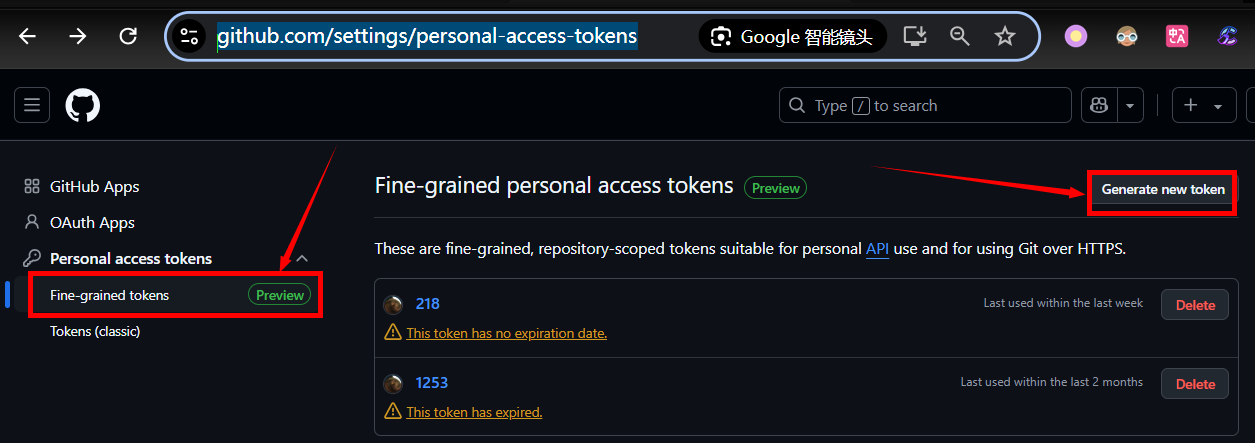 github.com/settings/personal-access-tokens
Google 智能镜头
Type / to search
GitHub Apps
OAuth Apps
Personal access tokens
Fine-grained tokens Preview
Tokens (classic)
Fine-grained personal access tokens Preview
Generate new token
These are fine-grained, repository-scoped tokens suitable for personal API use and for using Git over HTTPS.
218
Last used within the last week
Delete
This token has no expiration date.
1253
Last used within the last 2 months
Delete
This token has expired.